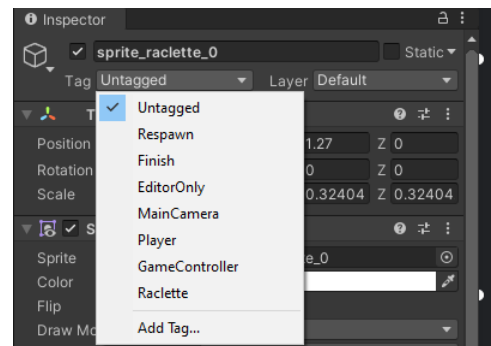 Inspector
sprite_raclette_0
Static
Tag Untagged Layer Default
Untagged
Respawn
Finish
EditorOnly
MainCamera
Player
GameController
Raclette
Add Tag...
T
Position 1.27 Z 0
Rotation 0 Z 0
Scale 0.32404 Z 0.32404
S
Sprite e_0
Color
Flip
Draw Mo